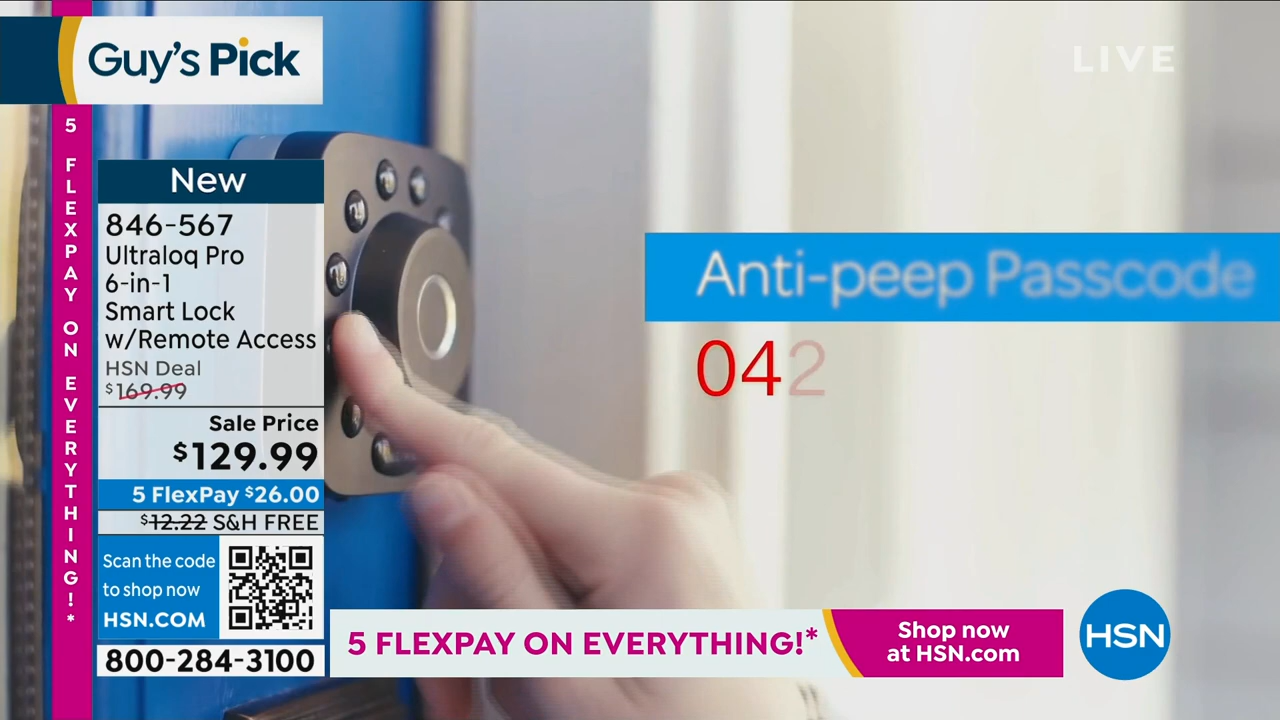 Guy's Pick
LIVE
5 FLEXPAY ON EVERYTHING!*
New
846-567
Ultraloq Pro
6-in-1
Smart Lock
w/Remote Access
HSN Deal
$169.99
Sale Price
$129.99
5 FlexPay $26.00
$12.22 S&H FREE
Scan the code
to shop now
HSN.COM
800-284-3100
Anti-peep Passcode
042
5 FLEXPAY ON EVERYTHING!*
Shop now
at HSN.com
HSN